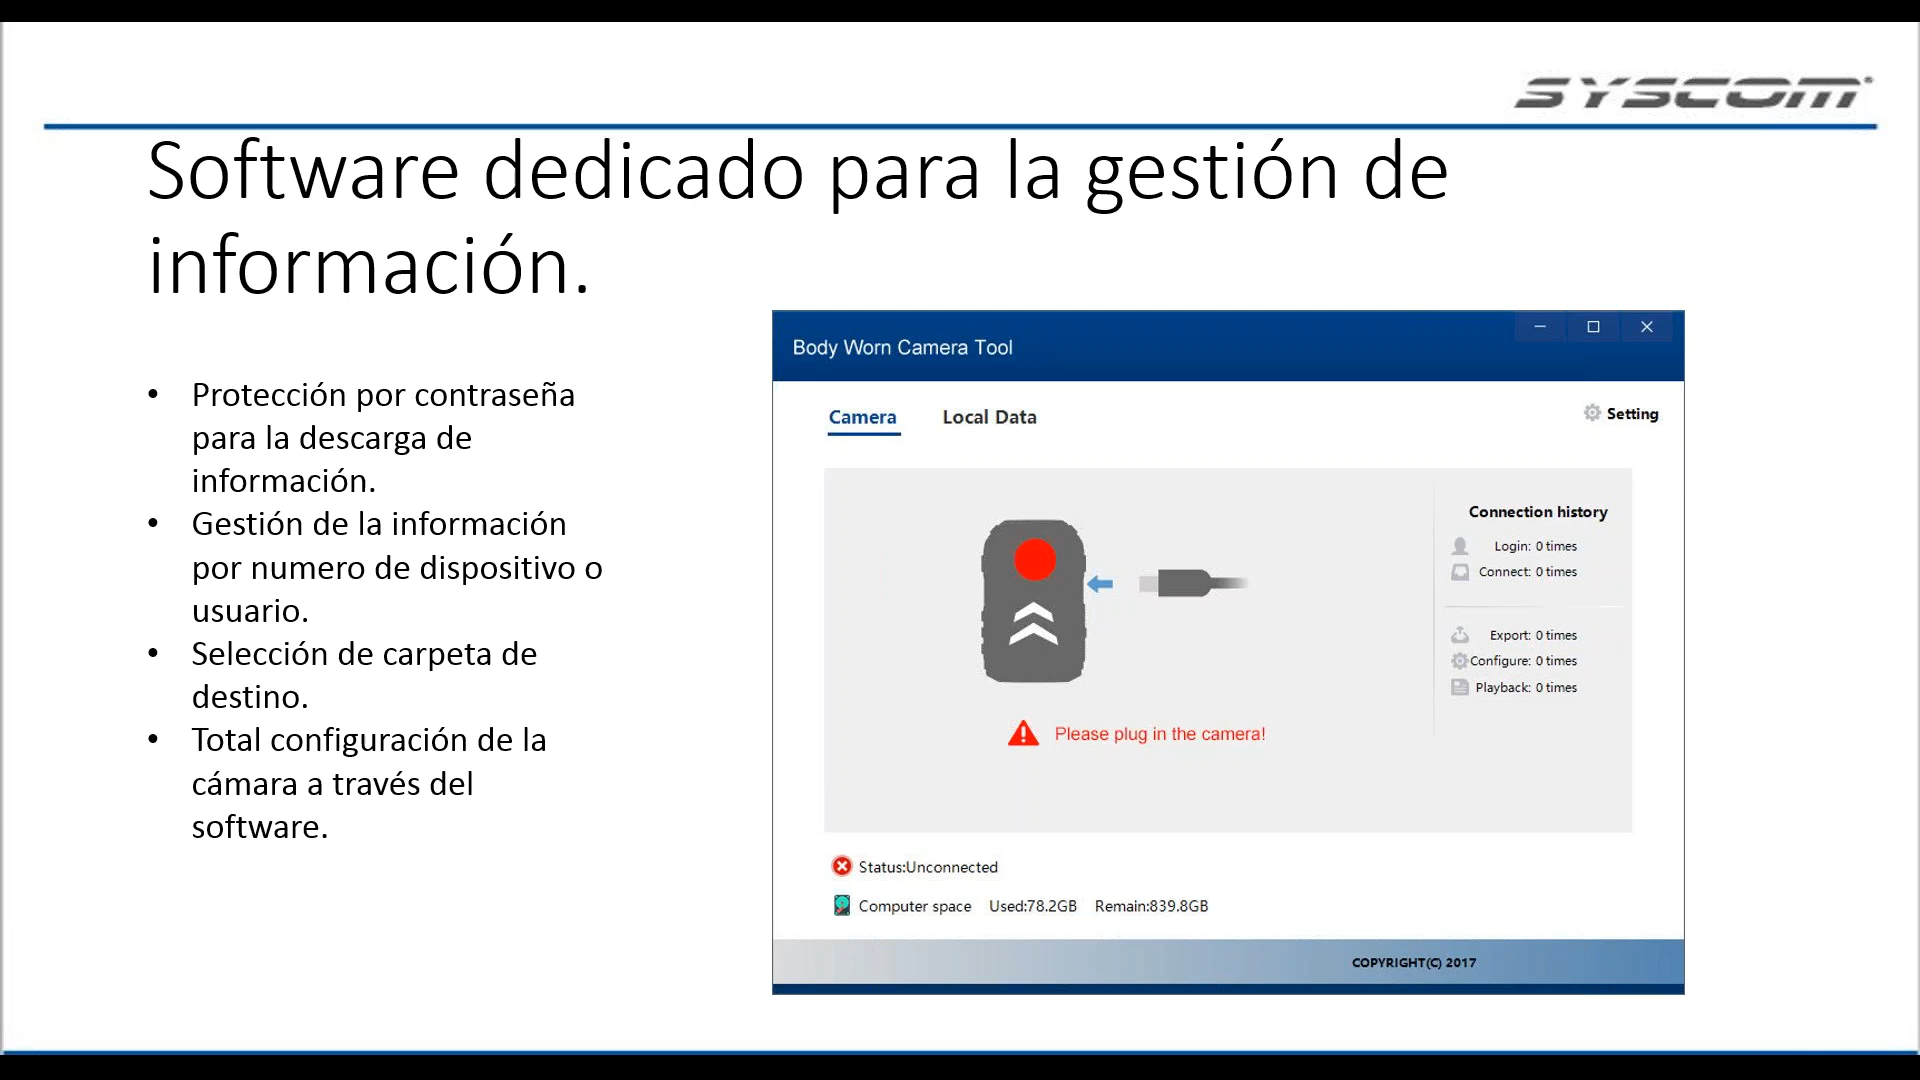 SYSCOM
Software dedicado para la gestión de
información.
• Protección por contraseña
para la descarga de
información.
• Gestión de la información
por numero de dispositivo o
usuario.
• Selección de carpeta de
destino.
• Total configuración de la
cámara a través del
software.
Body Worn Camera Tool
Camera Local Data
Setting
Connection history
Login: 0 times
Connect: 0 times
Export: 0 times
Configure: 0 times
Playback: 0 times
Please plug in the camera!
Status:Unconnected
Computer space Used:78.2GB Remain:839.8GB
COPYRIGHT(C) 2017